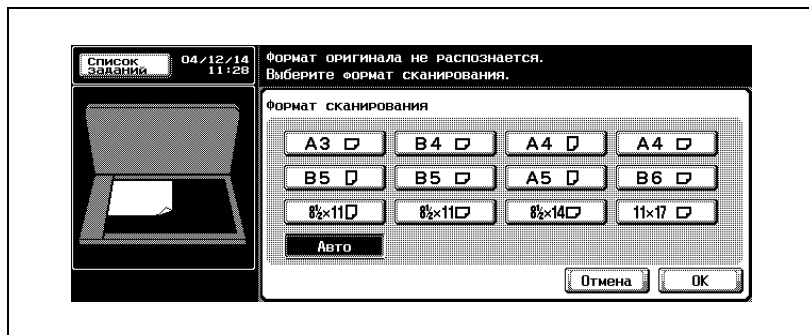 Список
заданий
04/12/14
11:28
Формат оригинала не распознается.
Выберите формат сканирования.
Формат сканирования
A3 B4 A4 A4
B5 B5 A5 B6
8½×11 8½×11 8½×14 11×17
Авто
Отмена OK